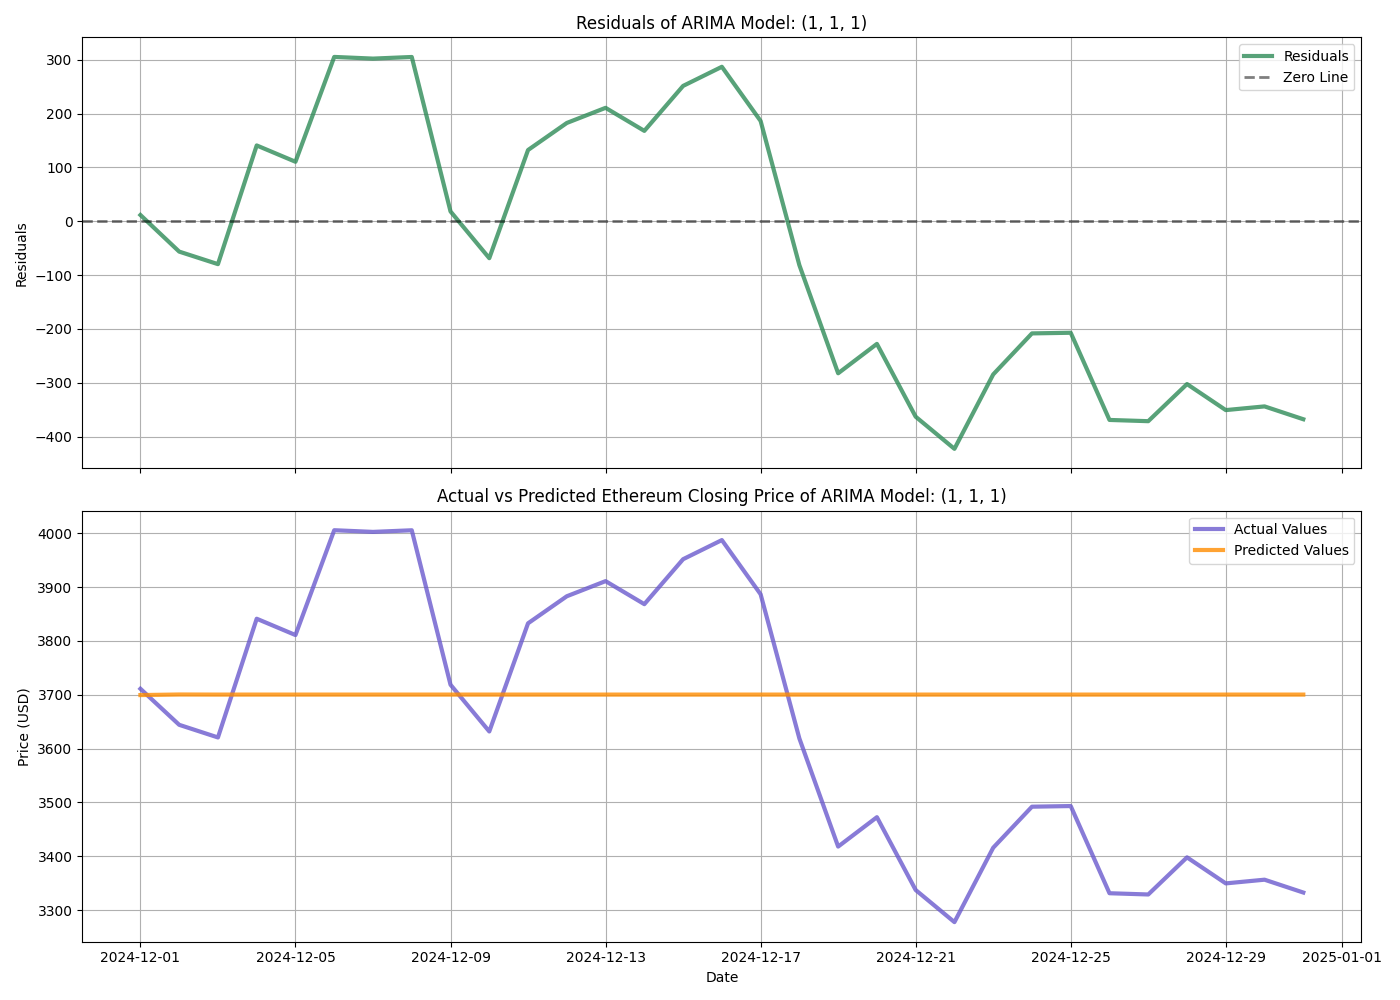 Residuals of ARIMA Model: (1, 1, 1)
Residuals
Zero Line
300
200
100
0
−100
−200
−300
−400
Residuals
Actual vs Predicted Ethereum Closing Price of ARIMA Model: (1, 1, 1)
Actual Values
Predicted Values
4000
3900
3800
3700
3600
3500
3400
3300
Price (USD)
2024-12-01 2024-12-05 2024-12-09 2024-12-13 2024-12-17 2024-12-21 2024-12-25 2024-12-29 2025-01-01
Date